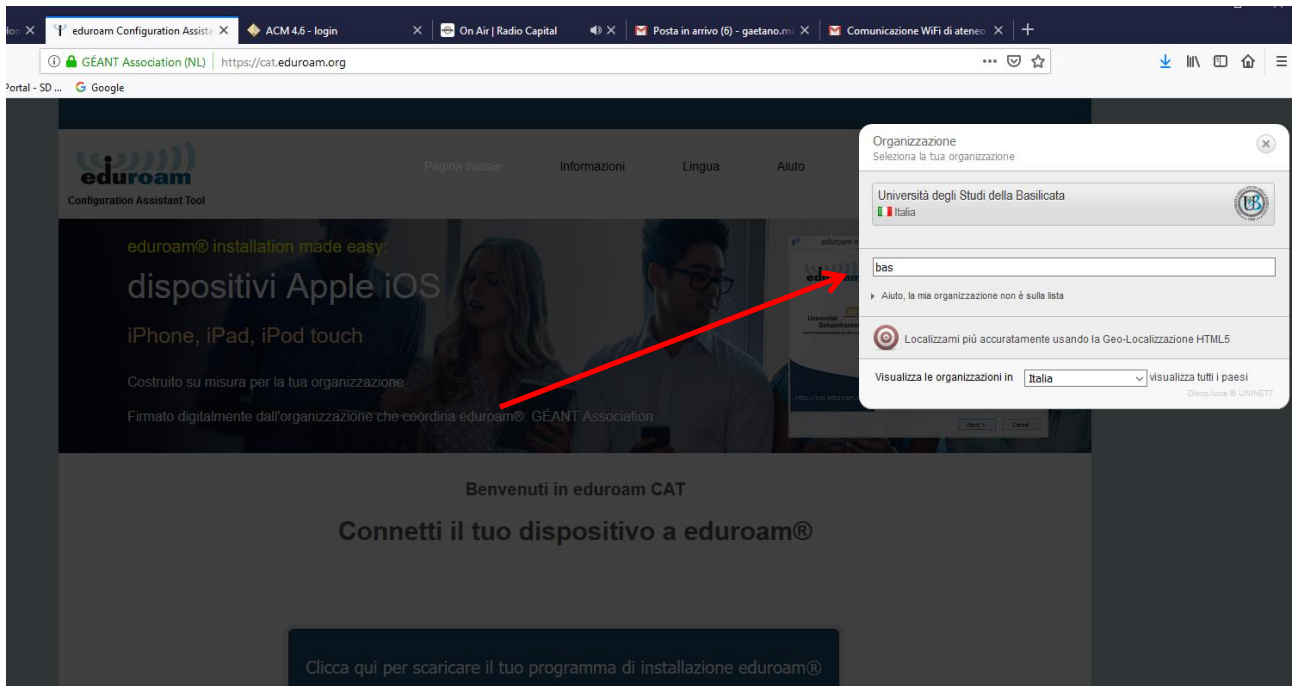 eduroam Configuration Assista
ACM 4.6 - login
On Air | Radio Capital
Posta in arrivo (6) - gaetano.mi
Comunicazione WiFi di ateneo
GÉANT Association (NL)
https://cat.eduroam.org
Portal - SD ...
Google
eduroam
Configuration Assistant Tool
Pagina Iniziale
Informazioni
Lingua
Aiuto
Organizzazione
Seleziona la tua organizzazione
Università degli Studi della Basilicata
Italia
bas
Aiuto, la mia organizzazione non è sulla lista
Localizzami più accuratamente usando la Geo-Localizzazione HTML5
Visualizza le organizzazioni in
Italia
visualizza tutti i paesi
DiscoJuice © UNINETT
eduroam® installation made easy:
dispositivi Apple iOS
iPhone, iPad, iPod touch
Costruito su misura per la tua organizzazione
Firmato digitalmente dall'organizzazione che coordina eduroam®: GÉANT Association
Next >
Cancel
Benvenuti in eduroam CAT
Connetti il tuo dispositivo a eduroam®
Clicca qui per scaricare il tuo programma di installazione eduroam®